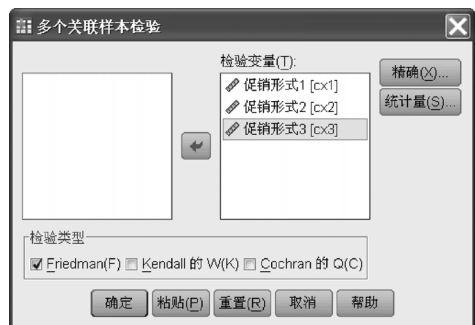 多个关联样本检验
检验变量(T):
促销形式1 [cx1]
促销形式2 [cx2]
促销形式3 [cx3]
精确(X)...
统计量(S)...
检验类型
Friedman(F) Kendall 的 W(K) Cochran 的 Q(C)
确定 粘贴(P) 重置(R) 取消 帮助